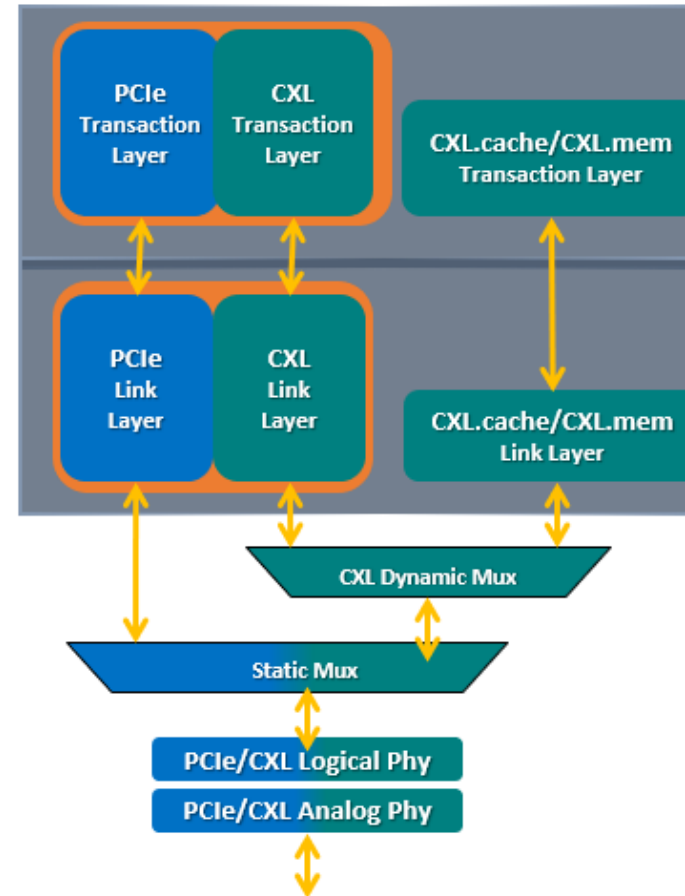 PCIe
Transaction
Layer
CXL
Transaction
Layer
CXL.cache/CXL.mem
Transaction Layer
PCIe
Link
Layer
CXL
Link
Layer
CXL.cache/CXL.mem
Link Layer
CXL Dynamic Mux
Static Mux
PCIe/CXL Logical Phy
PCIe/CXL Analog Phy